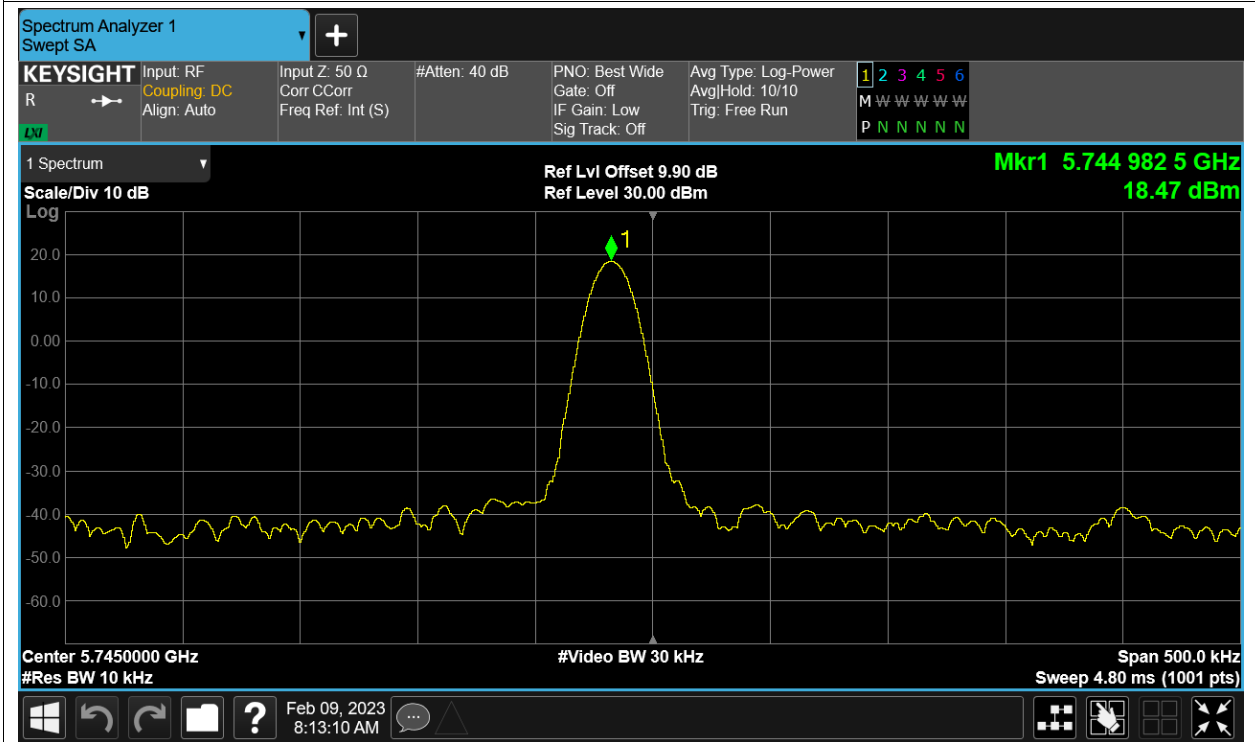 Spectrum Analyzer 1
Swept SA
+
KEYSIGHT
R
LXI
Input: RF
Coupling: DC
Align: Auto
Input Z: 50 Ω
Corr CCorr
Freq Ref: Int (S)
#Atten: 40 dB
PNO: Best Wide
Gate: Off
IF Gain: Low
Sig Track: Off
Avg Type: Log-Power
Avg|Hold: 10/10
Trig: Free Run
1 2 3 4 5 6
M W W W W W
P N N N N N
1 Spectrum
Scale/Div 10 dB
Log
Ref Lvl Offset 9.90 dB
Ref Level 30.00 dBm
Mkr1 5.744 982 5 GHz
18.47 dBm
1
20.0
10.0
0.00
-10.0
-20.0
-30.0
-40.0
-50.0
-60.0
Center 5.7450000 GHz
#Res BW 10 kHz
#Video BW 30 kHz
Span 500.0 kHz
Sweep 4.80 ms (1001 pts)
?
Feb 09, 2023
8:13:10 AM